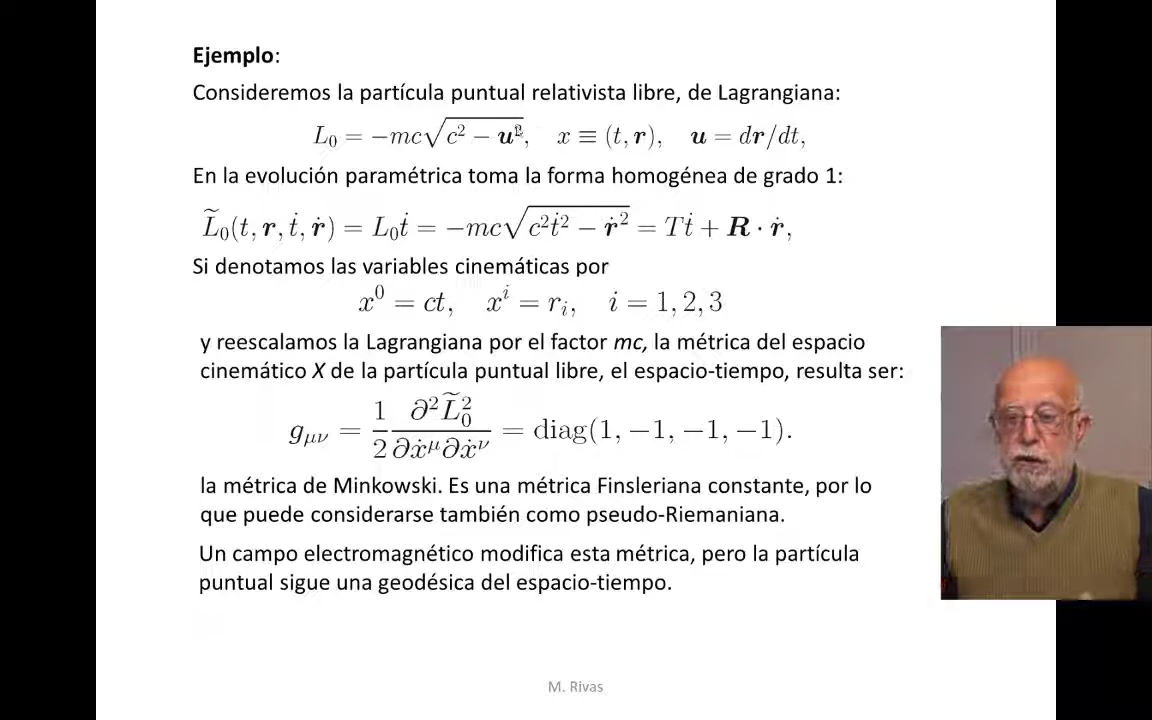 Ejemplo:
Consideremos la partícula puntual relativista libre, de Lagrangiana:
L₀ = −mc√(c² − u²), x ≡ (t, r), u = dr/dt,
En la evolución paramétrica toma la forma homogénea de grado 1:
L̃₀(t, r, ṫ, ṙ) = L₀ṫ = −mc√(c²ṫ² − ṙ²) = Tṫ + R · ṙ,
Si denotamos las variables cinemáticas por
x⁰ = ct, xⁱ = rᵢ, i = 1, 2, 3
y reescalamos la Lagrangiana por el factor mc, la métrica del espacio
cinemático X de la partícula puntual libre, el espacio-tiempo, resulta ser:
g_μν = 1/2 ∂²L̃₀²/∂ẋ^μ∂ẋ^ν = diag(1, −1, −1, −1).
la métrica de Minkowski. Es una métrica Finsleriana constante, por lo
que puede considerarse también como pseudo-Riemaniana.
Un campo electromagnético modifica esta métrica, pero la partícula
puntual sigue una geodésica del espacio-tiempo.
M. Rivas